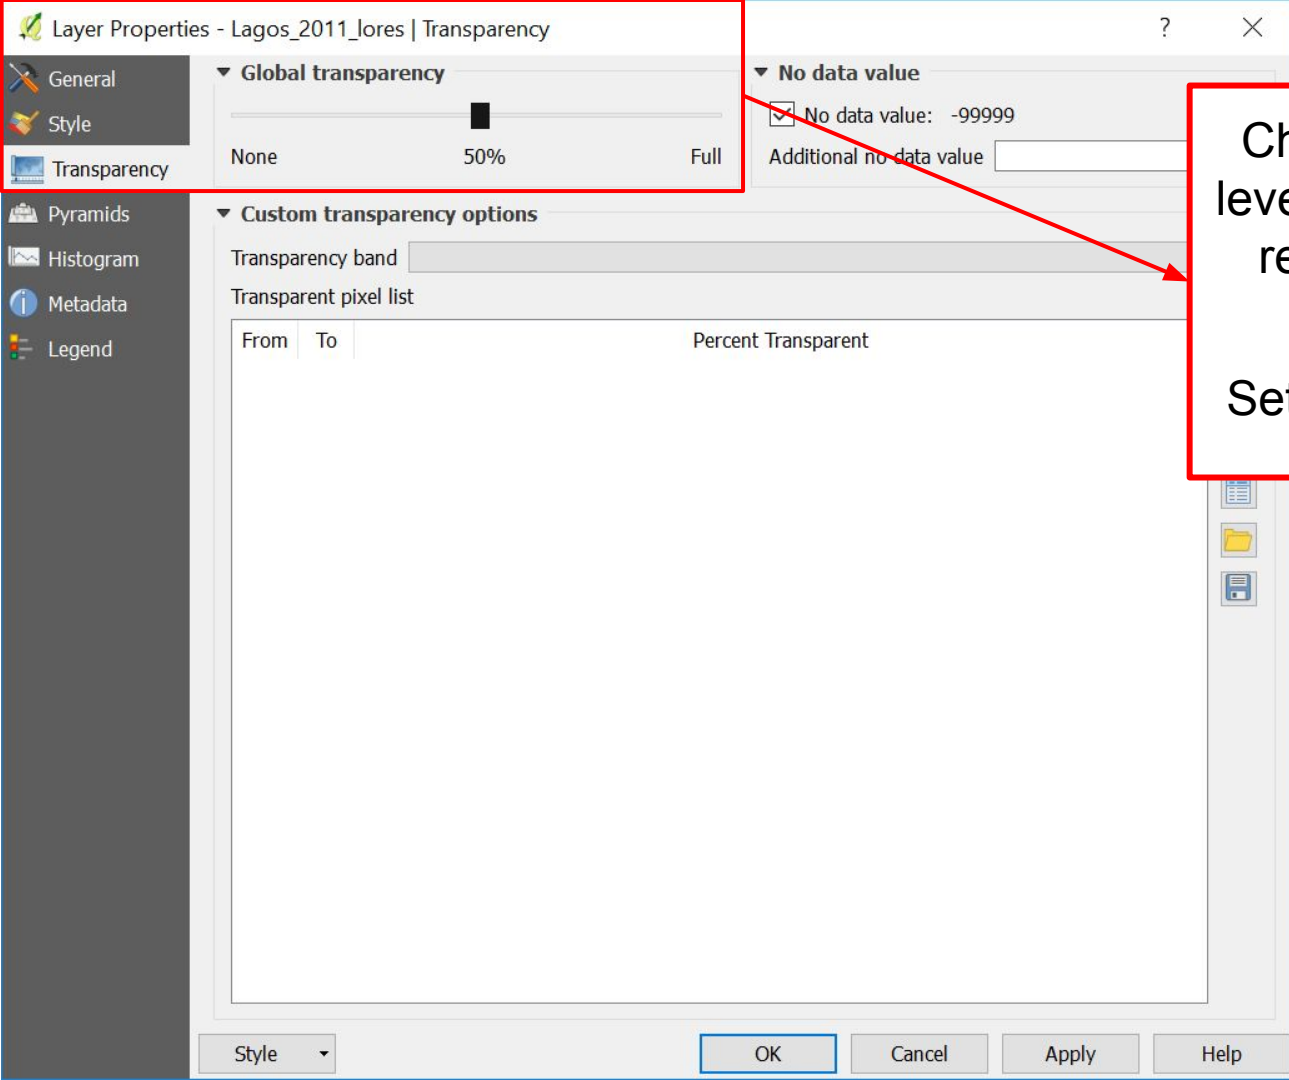 Layer Properties - Lagos_2011_lores | Transparency
?
General
Style
Transparency
Pyramids
Histogram
Metadata
Legend
Global transparency
None 50% Full
No data value
No data value: -99999
Additional no data value
Custom transparency options
Transparency band
Transparent pixel list
From To Percent Transparent
Style OK Cancel Apply Help